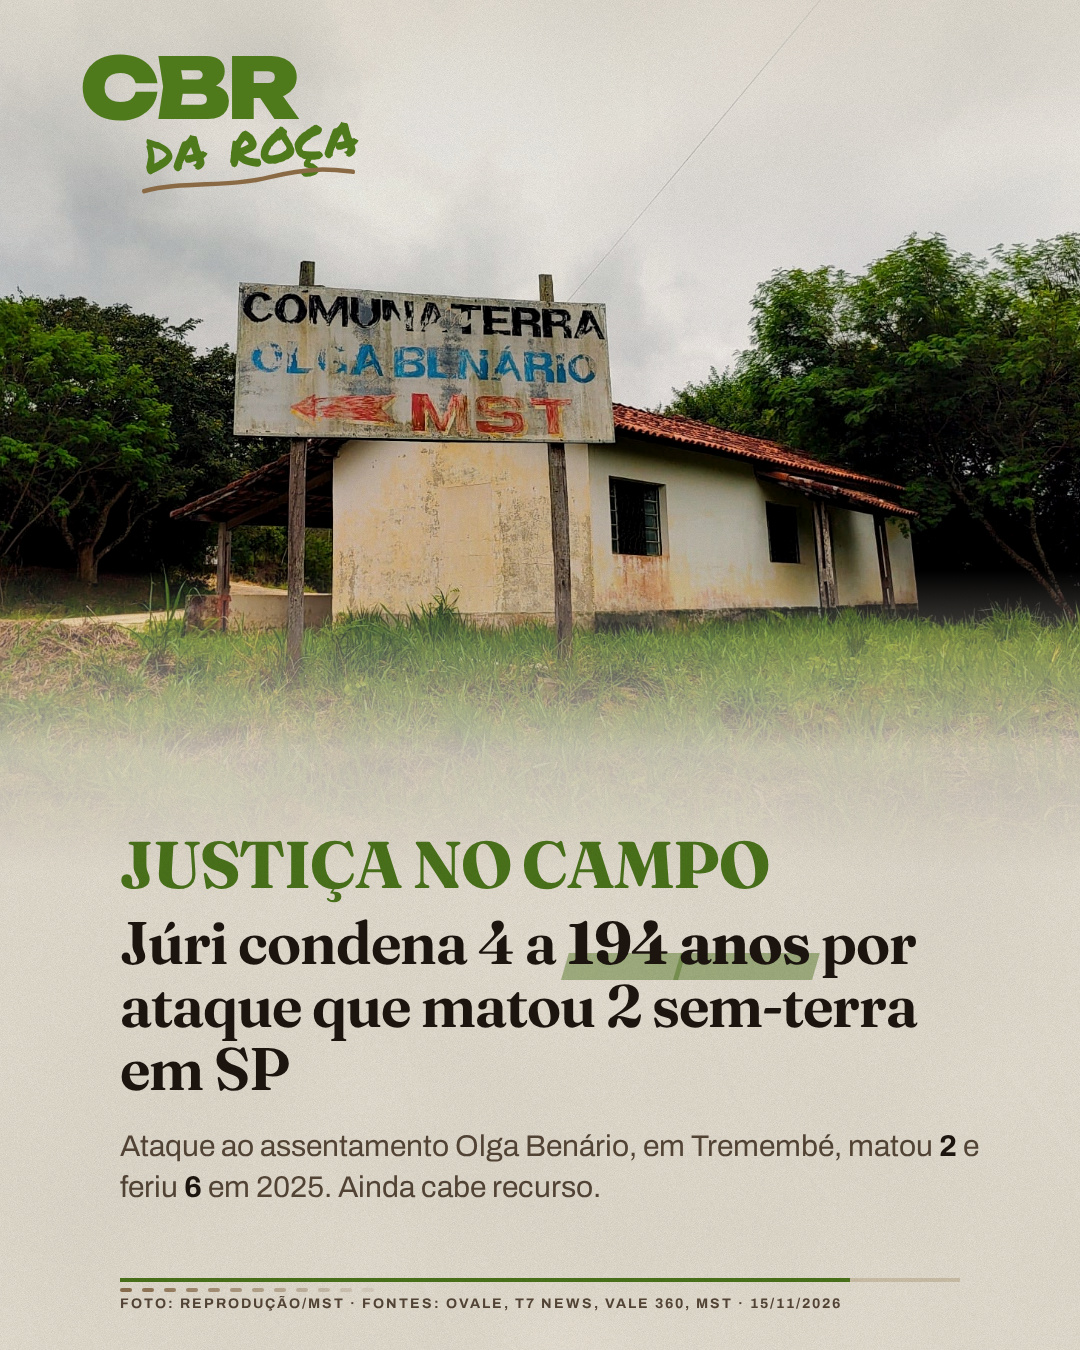 CBR
DA ROÇA
COMUNA TERRA
OLGA BENÁRIO
MST
JUSTIÇA NO CAMPO
Júri condena 4 a 194 anos por
ataque que matou 2 sem-terra
em SP
Ataque ao assentamento Olga Benário, em Tremembé, matou 2 e
feriu 6 em 2025. Ainda cabe recurso.
FOTO: REPRODUÇÃO/MST · FONTES: OVALE, T7 NEWS, VALE 360, MST · 15/11/2026